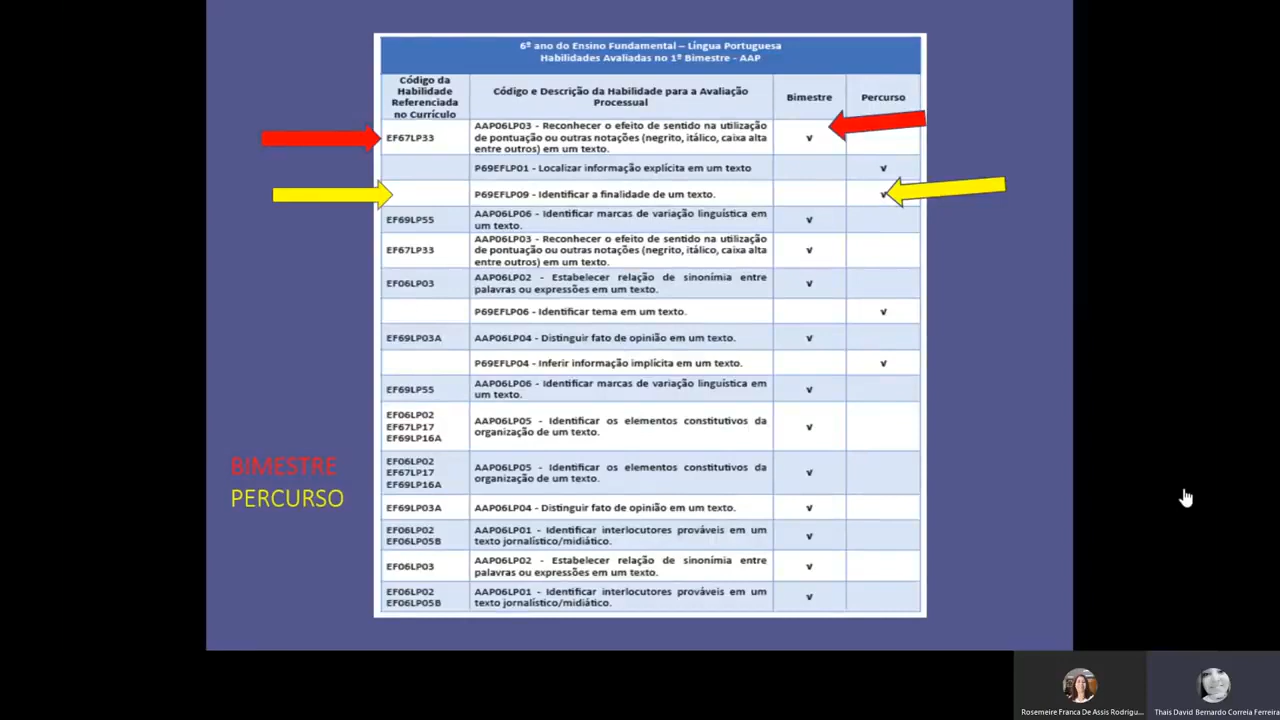 6º ano do Ensino Fundamental – Língua Portuguesa
Habilidades Avaliadas no 1º Bimestre - AAP
Código da
Habilidade
Referenciada
no Currículo
Código e Descrição da Habilidade para a Avaliação
Processual
Bimestre
Percurso
EF67LP33
AAP06LP03 - Reconhecer o efeito de sentido na utilização
de pontuação ou outras notações (negrito, itálico, caixa alta
entre outros) em um texto.
v
P69EFLP01 - Localizar informação explícita em um texto
v
P69EFLP09 - Identificar a finalidade de um texto.
v
EF69LP55
AAP06LP06 - Identificar marcas de variação linguística em
um texto.
v
EF67LP33
AAP06LP03 - Reconhecer o efeito de sentido na utilização
de pontuação ou outras notações (negrito, itálico, caixa alta
entre outros) em um texto.
v
EF06LP03
AAP06LP02 - Estabelecer relação de sinonímia entre
palavras ou expressões em um texto.
v
P69EFLP06 - Identificar tema em um texto.
v
EF69LP03A
AAP06LP04 - Distinguir fato de opinião em um texto.
v
P69EFLP04 - Inferir informação implícita em um texto.
v
EF69LP55
AAP06LP06 - Identificar marcas de variação linguística em
um texto.
v
EF06LP02
EF67LP17
EF69LP16A
AAP06LP05 - Identificar os elementos constitutivos da
organização de um texto.
v
EF06LP02
EF67LP17
EF69LP16A
AAP06LP05 - Identificar os elementos constitutivos da
organização de um texto.
v
EF69LP03A
AAP06LP04 - Distinguir fato de opinião em um texto.
v
EF06LP02
EF06LP05B
AAP06LP01 - Identificar interlocutores prováveis em um
texto jornalístico/midiático.
v
EF06LP03
AAP06LP02 - Estabelecer relação de sinonímia entre
palavras ou expressões em um texto.
v
EF06LP02
EF06LP05B
AAP06LP01 - Identificar interlocutores prováveis em um
texto jornalístico/midiático.
v
BIMESTRE
PERCURSO
Rosemeire Franca De Assis Rodrigu...
Thais David Bernardo Correia Ferreira